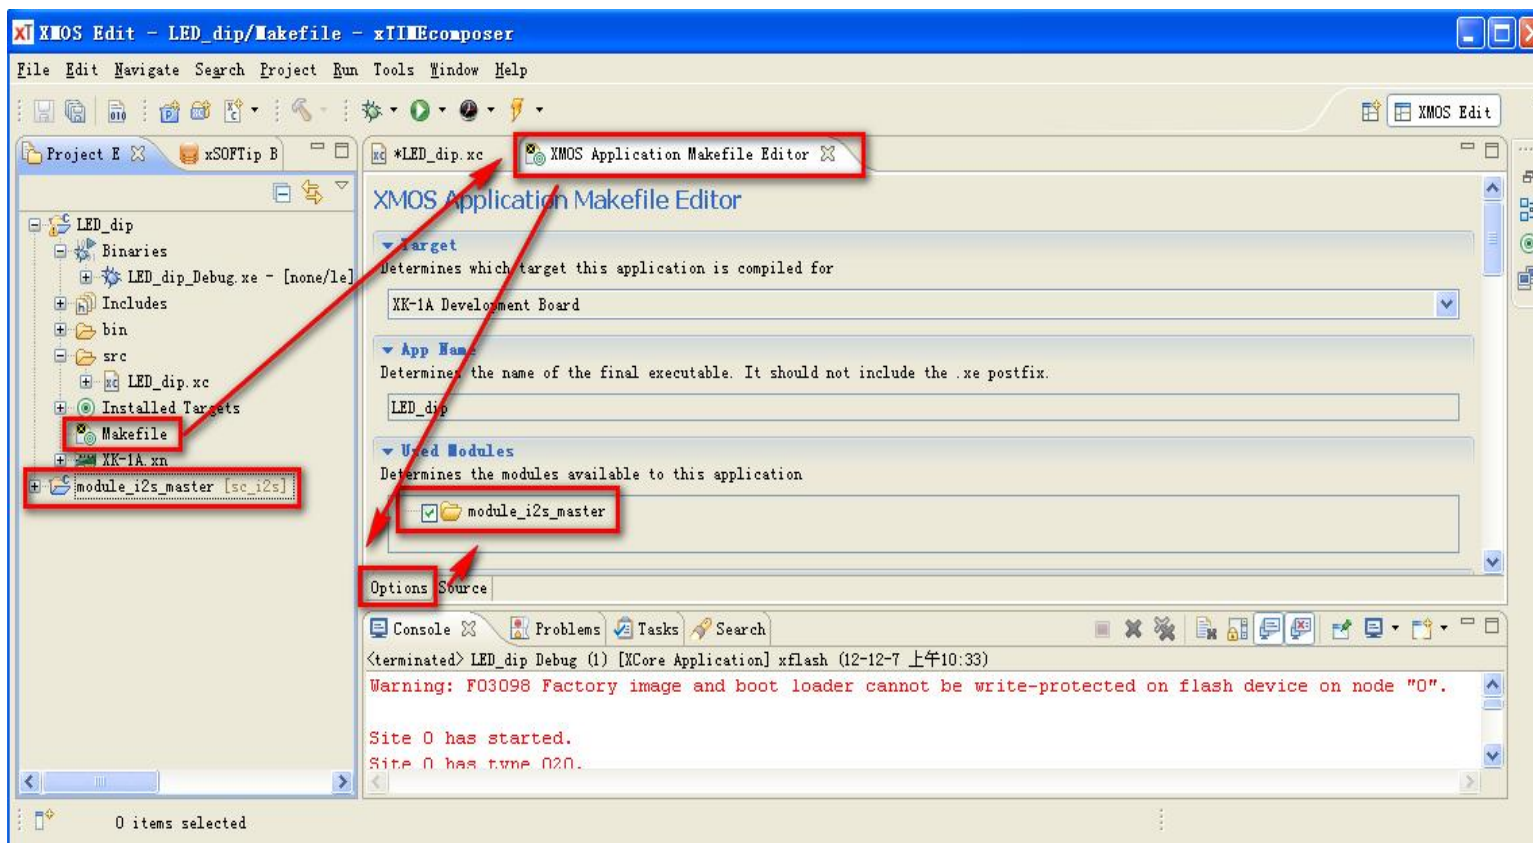 XMOS Edit - LED_dip/Makefile - xTIMEcomposer
File Edit Navigate Search Project Run Tools Window Help
XMOS Edit
Project E
xSOFTip B
*LED_dip.xc
XMOS Application Makefile Editor
LED_dip
Binaries
LED_dip_Debug.xe - [none/le]
Includes
bin
src
LED_dip.xc
Installed Targets
Makefile
XK-1A.xn
module_i2s_master [sc_i2s]
XMOS Application Makefile Editor
Target
Determines which target this application is compiled for
XK-1A Development Board
App Name
Determines the name of the final executable. It should not include the .xe postfix.
LED_dip
Used Modules
Determines the modules available to this application
module_i2s_master
Options Source
Console Problems Tasks Search
<terminated> LED_dip Debug (1) [XCore Application] xflash (12-12-7 上午10:33)
Warning: F03098 Factory image and boot loader cannot be write-protected on flash device on node "0".
Site 0 has started.
Site 0 has type 020.
0 items selected